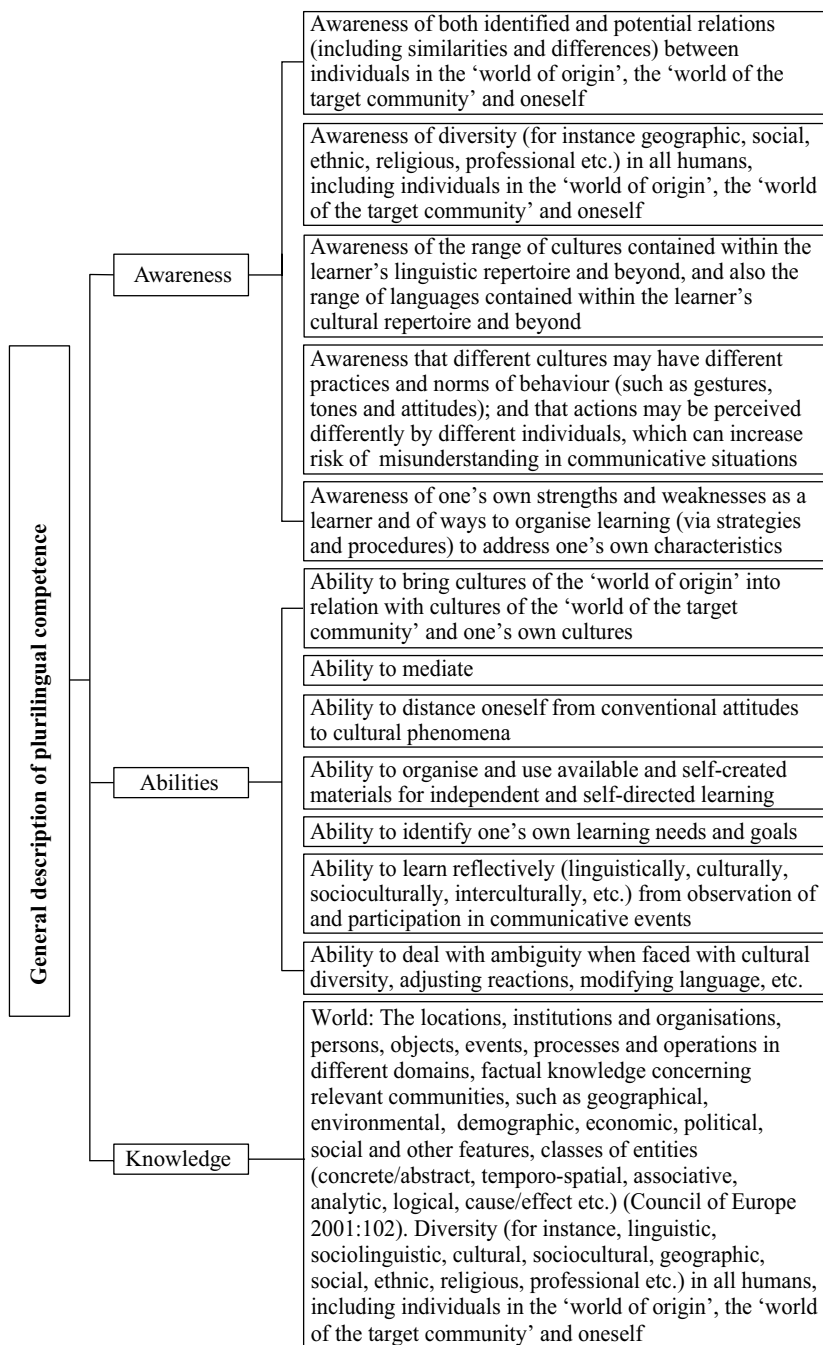 General description of plurilingual competence
Awareness
Awareness of both identified and potential relations
(including similarities and differences) between
individuals in the ‘world of origin’, the ‘world of the
target community’ and oneself
Awareness of diversity (for instance geographic, social,
ethnic, religious, professional etc.) in all humans,
including individuals in the ‘world of origin’, the ‘world
of the target community’ and oneself
Awareness of the range of cultures contained within the
learner’s linguistic repertoire and beyond, and also the
range of languages contained within the learner’s
cultural repertoire and beyond
Awareness that different cultures may have different
practices and norms of behaviour (such as gestures,
tones and attitudes); and that actions may be perceived
differently by different individuals, which can increase
risk of misunderstanding in communicative situations
Awareness of one’s own strengths and weaknesses as a
learner and of ways to organise learning (via strategies
and procedures) to address one’s own characteristics
Abilities
Ability to bring cultures of the ‘world of origin’ into
relation with cultures of the ‘world of the target
community’ and one’s own cultures
Ability to mediate
Ability to distance oneself from conventional attitudes
to cultural phenomena
Ability to organise and use available and self-created
materials for independent and self-directed learning
Ability to identify one’s own learning needs and goals
Ability to learn reflectively (linguistically, culturally,
socioculturally, interculturally, etc.) from observation of
and participation in communicative events
Ability to deal with ambiguity when faced with cultural
diversity, adjusting reactions, modifying language, etc.
Knowledge
World: The locations, institutions and organisations,
persons, objects, events, processes and operations in
different domains, factual knowledge concerning
relevant communities, such as geographical,
environmental, demographic, economic, political,
social and other features, classes of entities
(concrete/abstract, temporo-spatial, associative,
analytic, logical, cause/effect etc.) (Council of Europe
2001:102). Diversity (for instance, linguistic,
sociolinguistic, cultural, sociocultural, geographic,
social, ethnic, religious, professional etc.) in all humans,
including individuals in the ‘world of origin’, the ‘world
of the target community’ and oneself